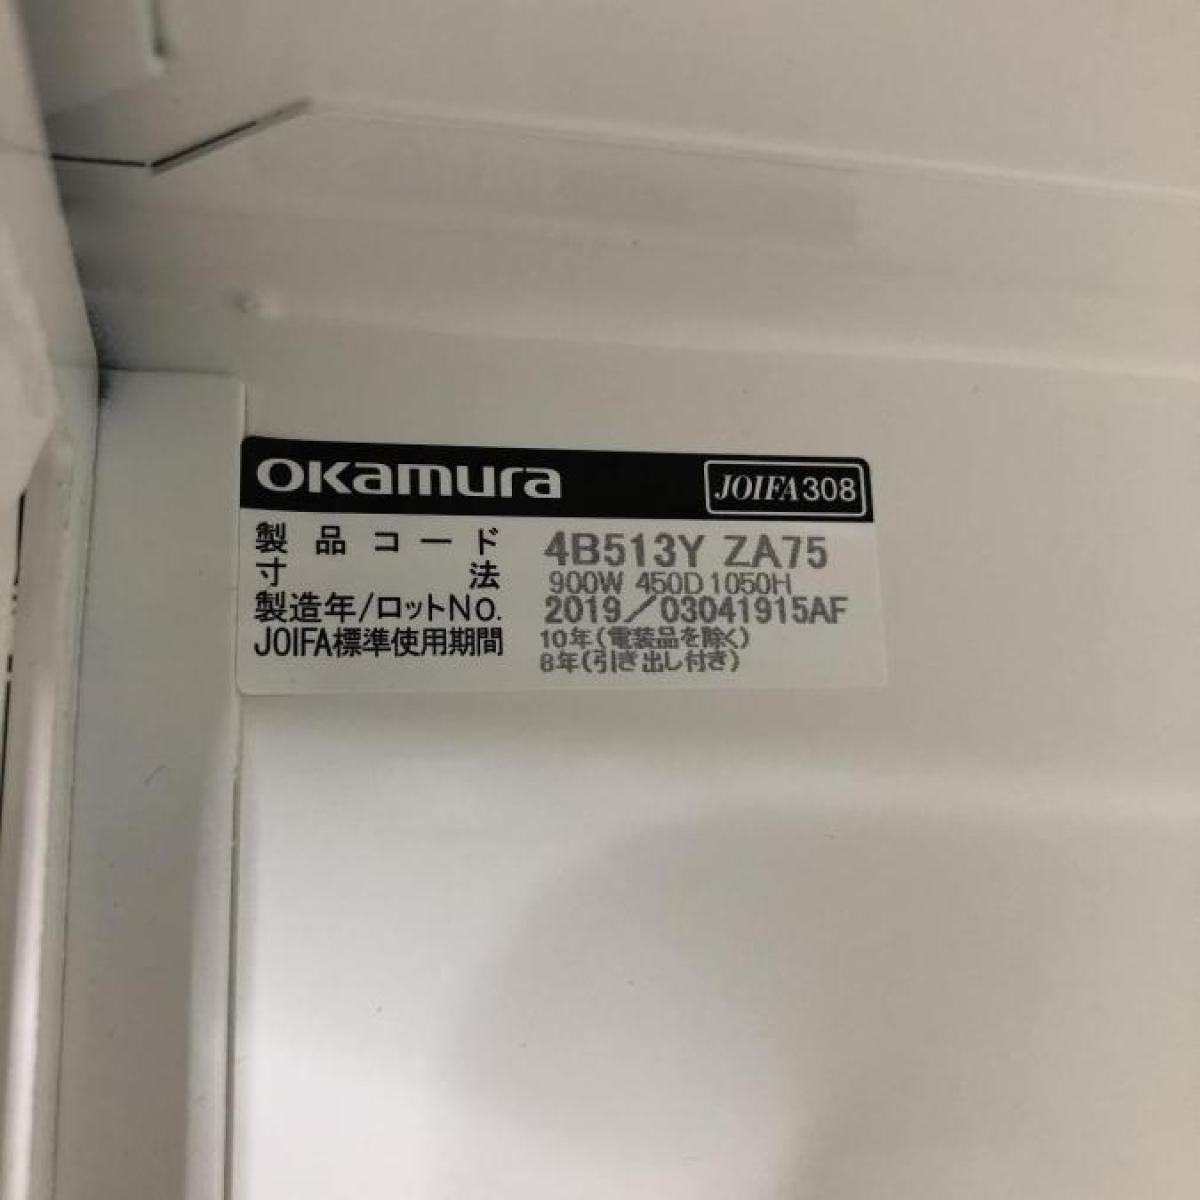 OKamura JOIFA308
製品コード 4B513Y ZA75
寸法 900W 450D 1050H
製造年/ロットNo. 2019/03041915AF
JOIFA標準使用期間 10年(電装品を除く)
8年(引き出し付き)